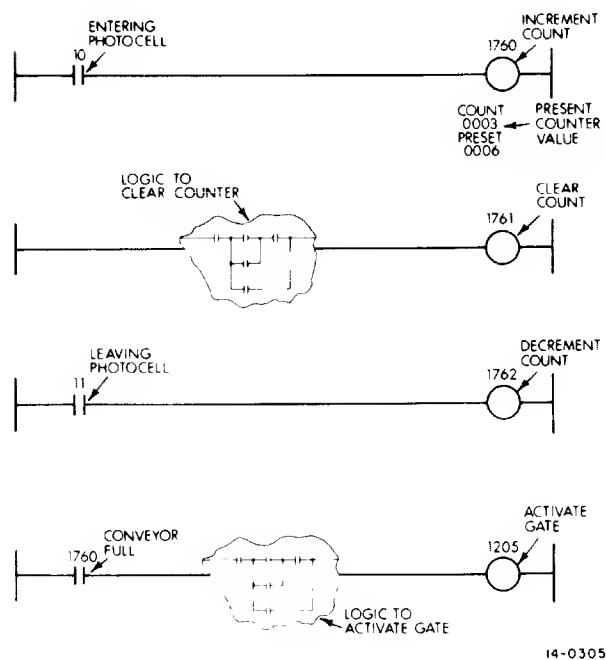 ENTERING
PHOTOCELL
10
1760
INCREMENT
COUNT
COUNT
0003
PRESET
0006
PRESENT
COUNTER
VALUE
LOGIC TO
CLEAR COUNTER
1761
CLEAR
COUNT
LEAVING
PHOTOCELL
11
1762
DECREMENT
COUNT
1760
CONVEYOR
FULL
LOGIC TO
ACTIVATE GATE
1205
ACTIVATE
GATE
14-0305